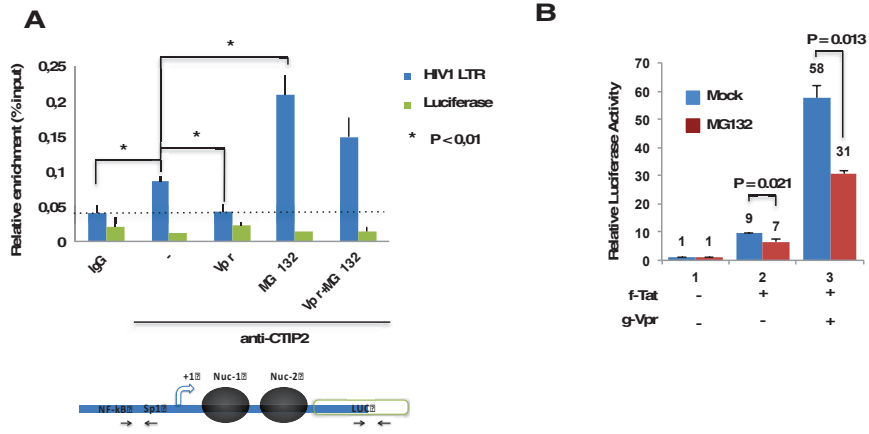 A
Relative enrichment (% input)
0,25
0,2
0,15
0,1
0,05
0
*
*
*
HIV1 LTR
Luciferase
* P < 0,01
IgG
-
Vpr
MG 132
Vpr+MG 132
anti-CTIP2
+1
Nuc-1
Nuc-2
NF-kB
Sp1
LUC
B
Relative Luciferase Activity
70
60
50
40
30
20
10
0
Mock
MG132
P = 0.013
58
31
P = 0.021
9
7
1
1
1 2 3
f-Tat - + +
g-Vpr - - +